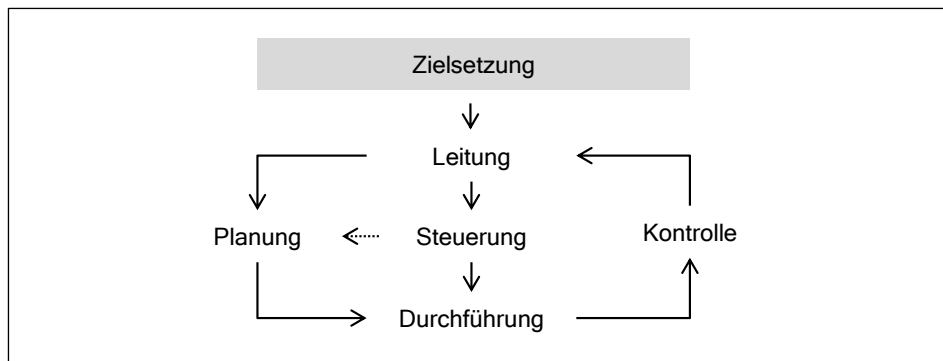 Zielsetzung
Leitung
Planung
Steuerung
Kontrolle
Durchführung